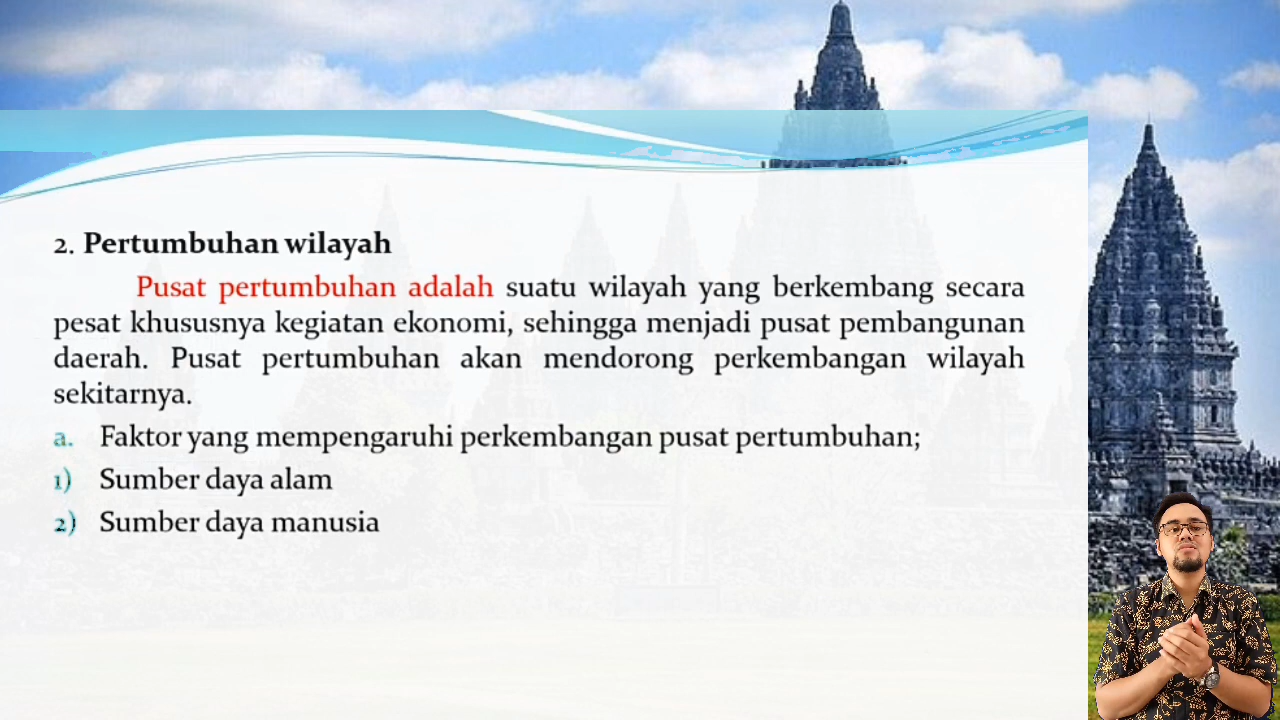 2. Pertumbuhan wilayah
Pusat pertumbuhan adalah suatu wilayah yang berkembang secara
pesat khususnya kegiatan ekonomi, sehingga menjadi pusat pembangunan
daerah. Pusat pertumbuhan akan mendorong perkembangan wilayah
sekitarnya.
a. Faktor yang mempengaruhi perkembangan pusat pertumbuhan;
1) Sumber daya alam
2) Sumber daya manusia